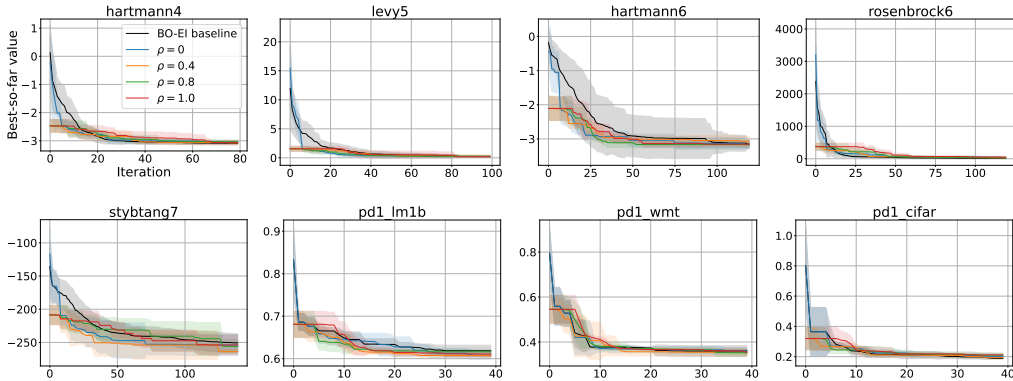 hartmann4
levy5
hartmann6
rosenbrock6
Best-so-far value
1
0
−1
−2
−3
BO-EI baseline
ρ = 0
ρ = 0.4
ρ = 0.8
ρ = 1.0
0 20 40 60 80
Iteration
20
15
10
5
0
0 20 40 60 80 100
0
−1
−2
−3
0 25 50 75 100
4000
3000
2000
1000
0
0 25 50 75 100
stybtang7
pd1_lm1b
pd1_wmt
pd1_cifar
−100
−150
−200
−250
0 50 100
0.9
0.8
0.7
0.6
0 10 20 30 40
0.8
0.6
0.4
0 10 20 30 40
1.0
0.8
0.6
0.4
0.2
0 10 20 30 40